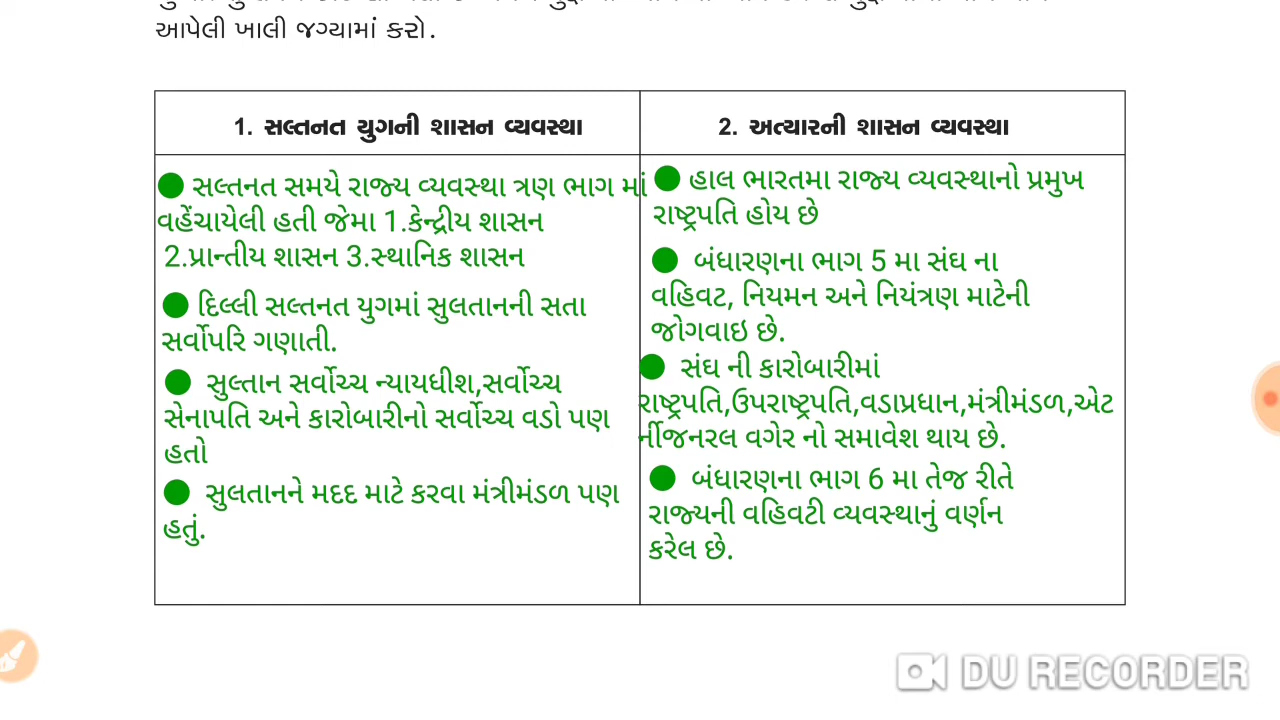 આપેલી ખાલી જગ્યામાં કરો.
1. સલ્તનત યુગની શાસન વ્યવસ્થા
● સલ્તનત સમયે રાજ્ય વ્યવસ્થા ત્રણ ભાગ માં
વહેંચાયેલી હતી જેમા 1.કેન્દ્રીય શાસન
2.પ્રાન્તીય શાસન 3.સ્થાનિક શાસન
● દિલ્લી સલ્તનત યુગમાં સુલતાનની સતા
સર્વોપરિ ગણાતી.
● સુલ્તાન સર્વોચ્ચ ન્યાયધીશ,સર્વોચ્ચ
સેનાપતિ અને કારોબારીનો સર્વોચ્ચ વડો પણ
હતો
● સુલતાનને મદદ માટે કરવા મંત્રીમંડળ પણ
હતું.
2. અત્યારની શાસન વ્યવસ્થા
● હાલ ભારતમા રાજ્ય વ્યવસ્થાનો પ્રમુખ
રાષ્ટ્રપતિ હોય છે
● બંધારણના ભાગ 5 મા સંઘ ના
વહિવટ, નિયમન અને નિયંત્રણ માટેની
જોગવાઇ છે.
● સંઘ ની કારોબારીમાં
રાષ્ટ્રપતિ,ઉપરાષ્ટ્રપતિ,વડાપ્રધાન,મંત્રીમંડળ,એટ
ર્નીજનરલ વગેર નો સમાવેશ થાય છે.
● બંધારણના ભાગ 6 મા તેજ રીતે
રાજ્યની વહિવટી વ્યવસ્થાનું વર્ણન
કરેલ છે.
DU RECORDER